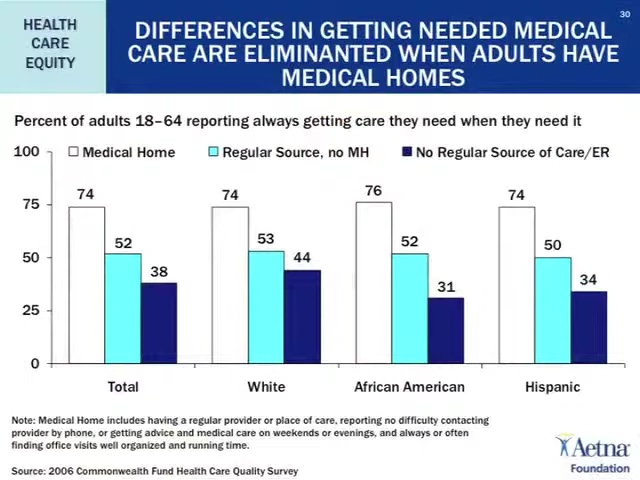 HEALTH
CARE
EQUITY
30
DIFFERENCES IN GETTING NEEDED MEDICAL
CARE ARE ELIMINANTED WHEN ADULTS HAVE
MEDICAL HOMES
Percent of adults 18–64 reporting always getting care they need when they need it
Medical Home Regular Source, no MH No Regular Source of Care/ER
100
75
50
25
0
74 52 38
74 53 44
76 52 31
74 50 34
Total White African American Hispanic
Note: Medical Home includes having a regular provider or place of care, reporting no difficulty contacting
provider by phone, or getting advice and medical care on weekends or evenings, and always or often
finding office visits well organized and running time.
Source: 2006 Commonwealth Fund Health Care Quality Survey
Aetna
Foundation